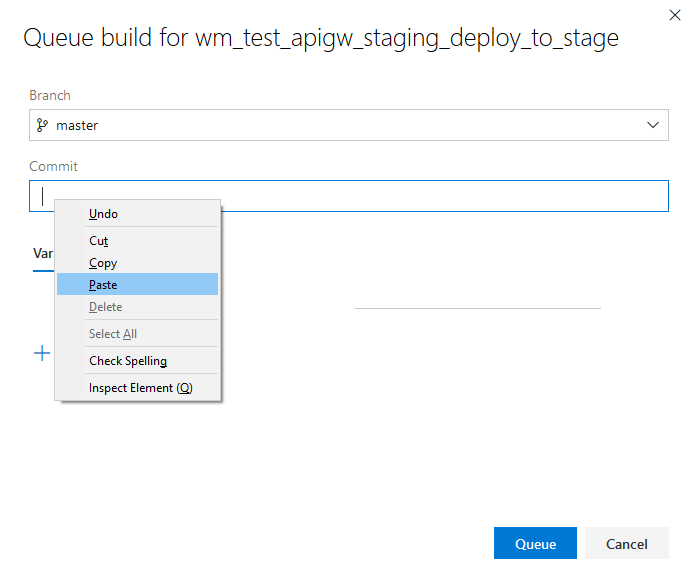 Queue build for wm_test_apigw_staging_deploy_to_stage
Branch
master
Commit
Undo
Cut
Var
Copy
Paste
Delete
Select All
Check Spelling
Inspect Element (Q)
Queue
Cancel